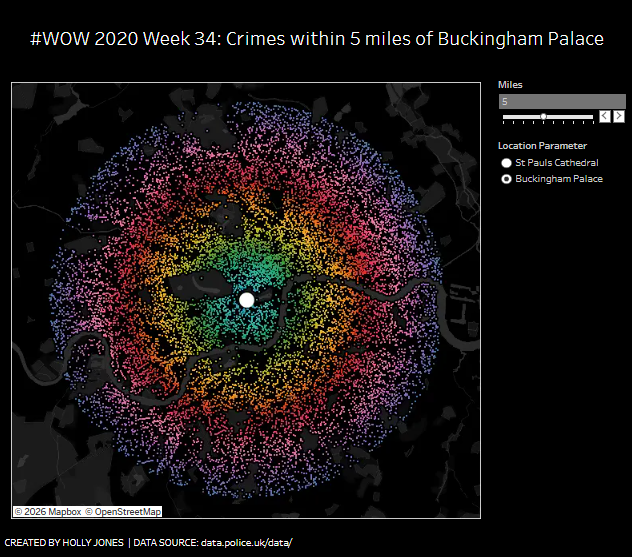 #WOW 2020 Week 34: Crimes within 5 miles of Buckingham Palace
Miles
5
Location Parameter
St Pauls Cathedral
Buckingham Palace
© 2026 Mapbox © OpenStreetMap
CREATED BY HOLLY JONES | DATA SOURCE: data.police.uk/data/